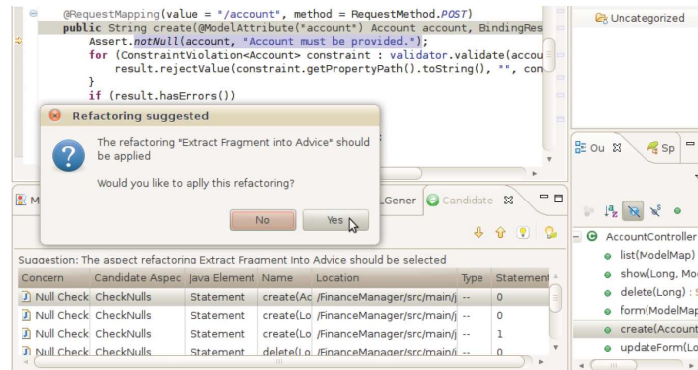 @RequestMapping(value = "/account", method = RequestMethod.POST)
public String create(@ModelAttribute("account") Account account, BindingRes
Assert.notNull(account, "Account must be provided.");
for (ConstraintViolation<Account> constraint : validator.validate(accou
result.rejectValue(constraint.getPropertyPath().toString(), "", con
}
if (result.hasErrors())
Uncategorized
Refactoring suggested
The refactoring "Extract Fragment into Advice" should
be applied
Would you like to aplly this refactoring?
No Yes
Ou Sp
M .Gener Candidate
AccountController
list(ModelMap)
show(Long, Mo
delete(Long) :
form(ModelMap
create(Account
updateForm(Lo
Suggestion: The aspect refactoring Extract Fragment Into Advice should be selected
Concern Candidate Aspec Java Element Name Location Type Statement
Null Check CheckNulls Statement create(Ac /FinanceManager/src/main/j -- 0
Null Check CheckNulls Statement create(Lo /FinanceManager/src/main/j -- 0
Null Check CheckNulls Statement create(Lo /FinanceManager/src/main/j -- 1
Null Check CheckNulls Statement delete(Lo /FinanceManager/src/main/j -- 0